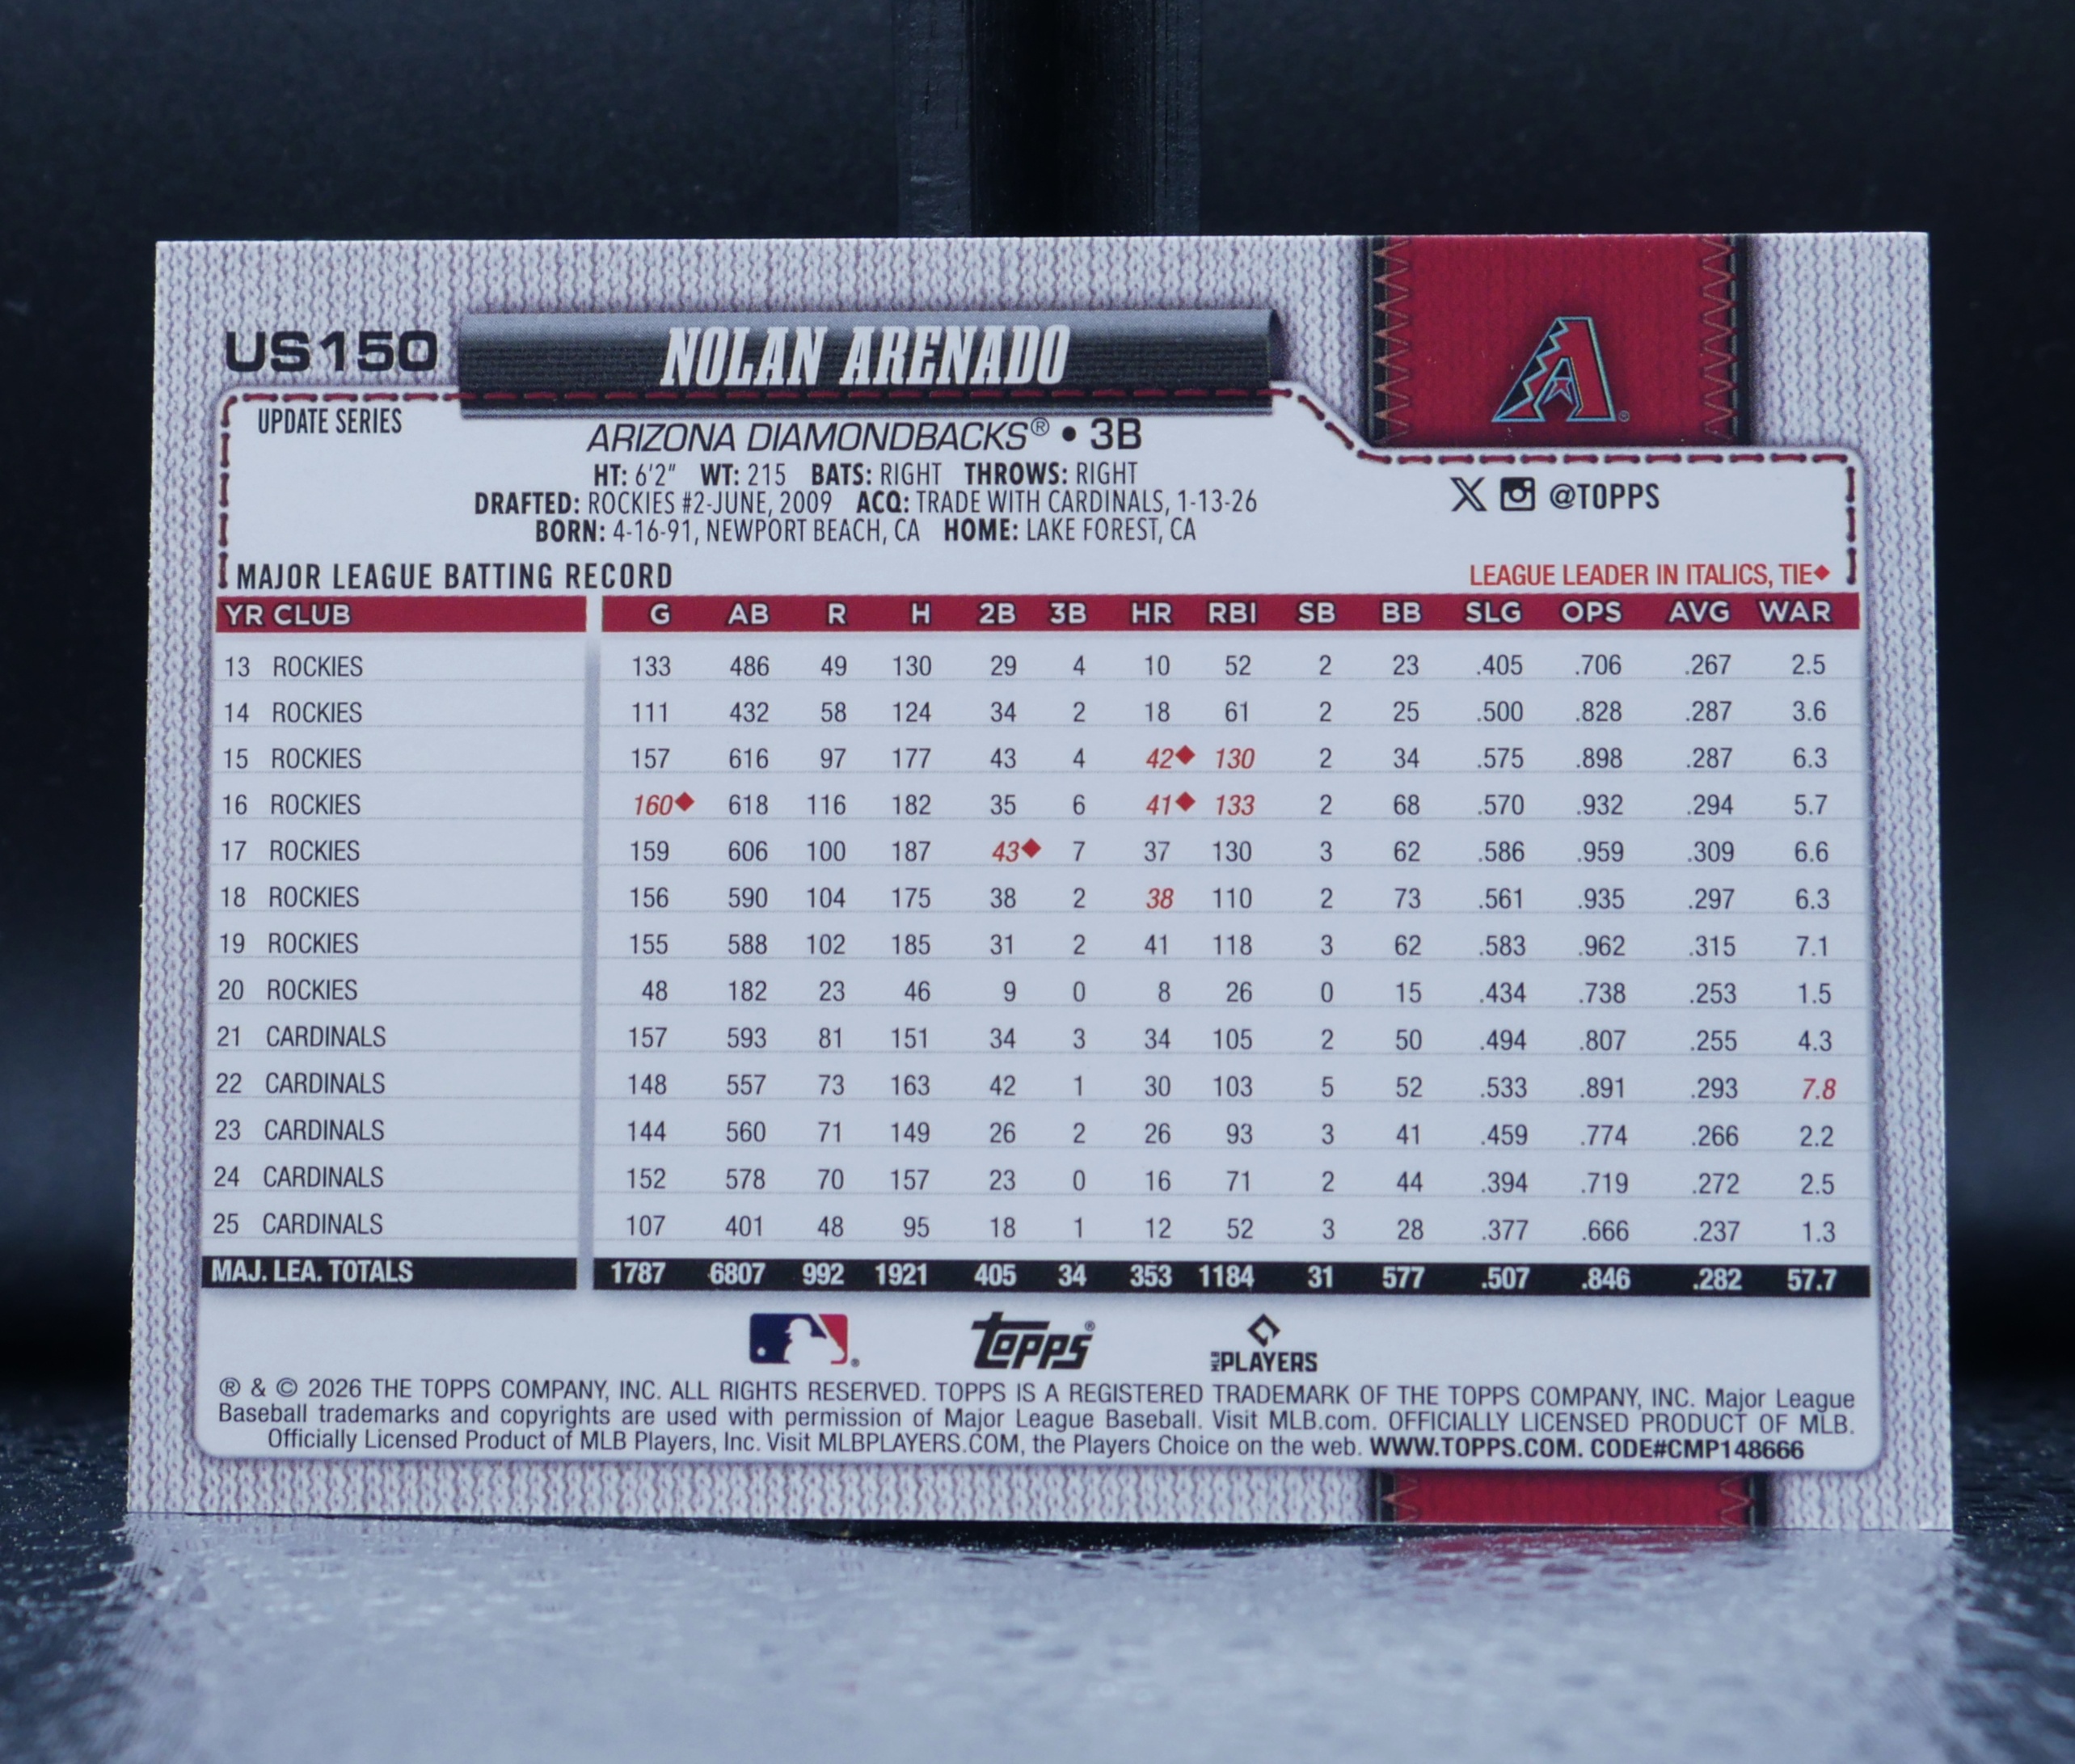 US150
NOLAN ARENADO
UPDATE SERIES
ARIZONA DIAMONDBACKS® • 3B
HT: 6'2" WT: 215 BATS: RIGHT THROWS: RIGHT
DRAFTED: ROCKIES #2-JUNE, 2009 ACQ: TRADE WITH CARDINALS, 1-13-26
BORN: 4-16-91, NEWPORT BEACH, CA HOME: LAKE FOREST, CA
A®
X @TOPPS
MAJOR LEAGUE BATTING RECORD
LEAGUE LEADER IN ITALICS, TIE◆
YR CLUB G AB R H 2B 3B HR RBI SB BB SLG OPS AVG WAR
13 ROCKIES 133 486 49 130 29 4 10 52 2 23 .405 .706 .267 2.5
14 ROCKIES 111 432 58 124 34 2 18 61 2 25 .500 .828 .287 3.6
15 ROCKIES 157 616 97 177 43 4 42◆ 130 2 34 .575 .898 .287 6.3
16 ROCKIES 160◆ 618 116 182 35 6 41◆ 133 2 68 .570 .932 .294 5.7
17 ROCKIES 159 606 100 187 43◆ 7 37 130 3 62 .586 .959 .309 6.6
18 ROCKIES 156 590 104 175 38 2 38 110 2 73 .561 .935 .297 6.3
19 ROCKIES 155 588 102 185 31 2 41 118 3 62 .583 .962 .315 7.1
20 ROCKIES 48 182 23 46 9 0 8 26 0 15 .434 .738 .253 1.5
21 CARDINALS 157 593 81 151 34 3 34 105 2 50 .494 .807 .255 4.3
22 CARDINALS 148 557 73 163 42 1 30 103 5 52 .533 .891 .293 7.8
23 CARDINALS 144 560 71 149 26 2 26 93 3 41 .459 .774 .266 2.2
24 CARDINALS 152 578 70 157 23 0 16 71 2 44 .394 .719 .272 2.5
25 CARDINALS 107 401 48 95 18 1 12 52 3 28 .377 .666 .237 1.3
MAJ. LEA. TOTALS 1787 6807 992 1921 405 34 353 1184 31 577 .507 .846 .282 57.7
® topps® MLB PLAYERS
® & © 2026 THE TOPPS COMPANY, INC. ALL RIGHTS RESERVED. TOPPS IS A REGISTERED TRADEMARK OF THE TOPPS COMPANY, INC. Major League
Baseball trademarks and copyrights are used with permission of Major League Baseball. Visit MLB.com. OFFICIALLY LICENSED PRODUCT OF MLB.
Officially Licensed Product of MLB Players, Inc. Visit MLBPLAYERS.COM, the Players Choice on the web. WWW.TOPPS.COM. CODE#CMP148666